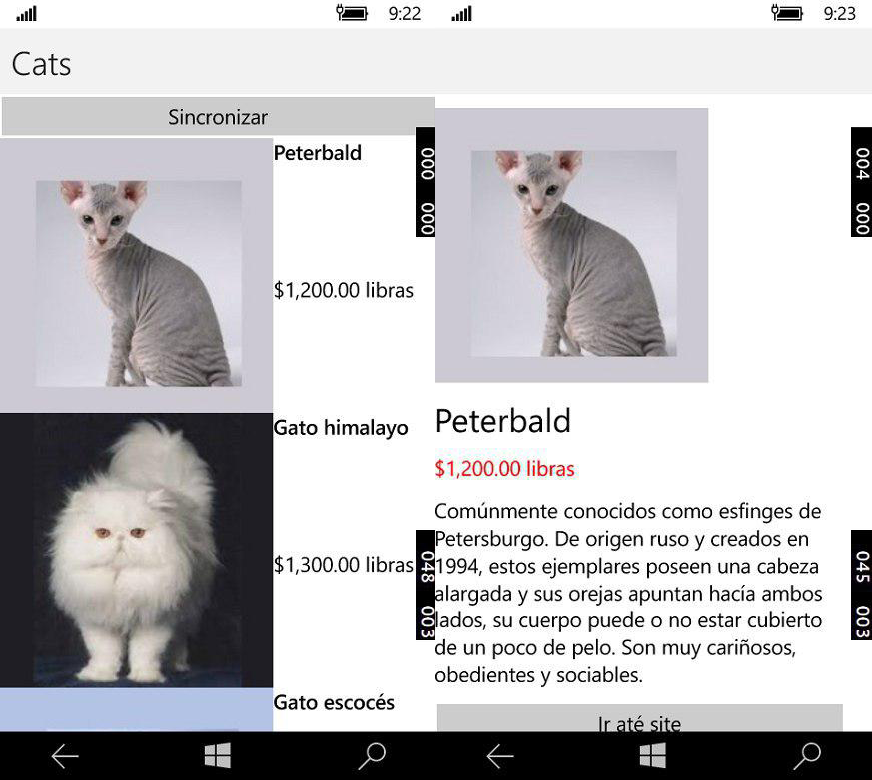 9:22
Cats
Sincronizar
Peterbald
$1,200.00 libras
Gato himalayo
$1,300.00 libras
Gato escocés
000 000
048 003
9:23
004 000
Peterbald
$1,200.00 libras
Comúnmente conocidos como esfinges de
Petersburgo. De origen ruso y creados en
1994, estos ejemplares poseen una cabeza
alargada y sus orejas apuntan hacía ambos
lados, su cuerpo puede o no estar cubierto
de un poco de pelo. Son muy cariñosos,
obedientes y sociables.
045 003
Ir até site